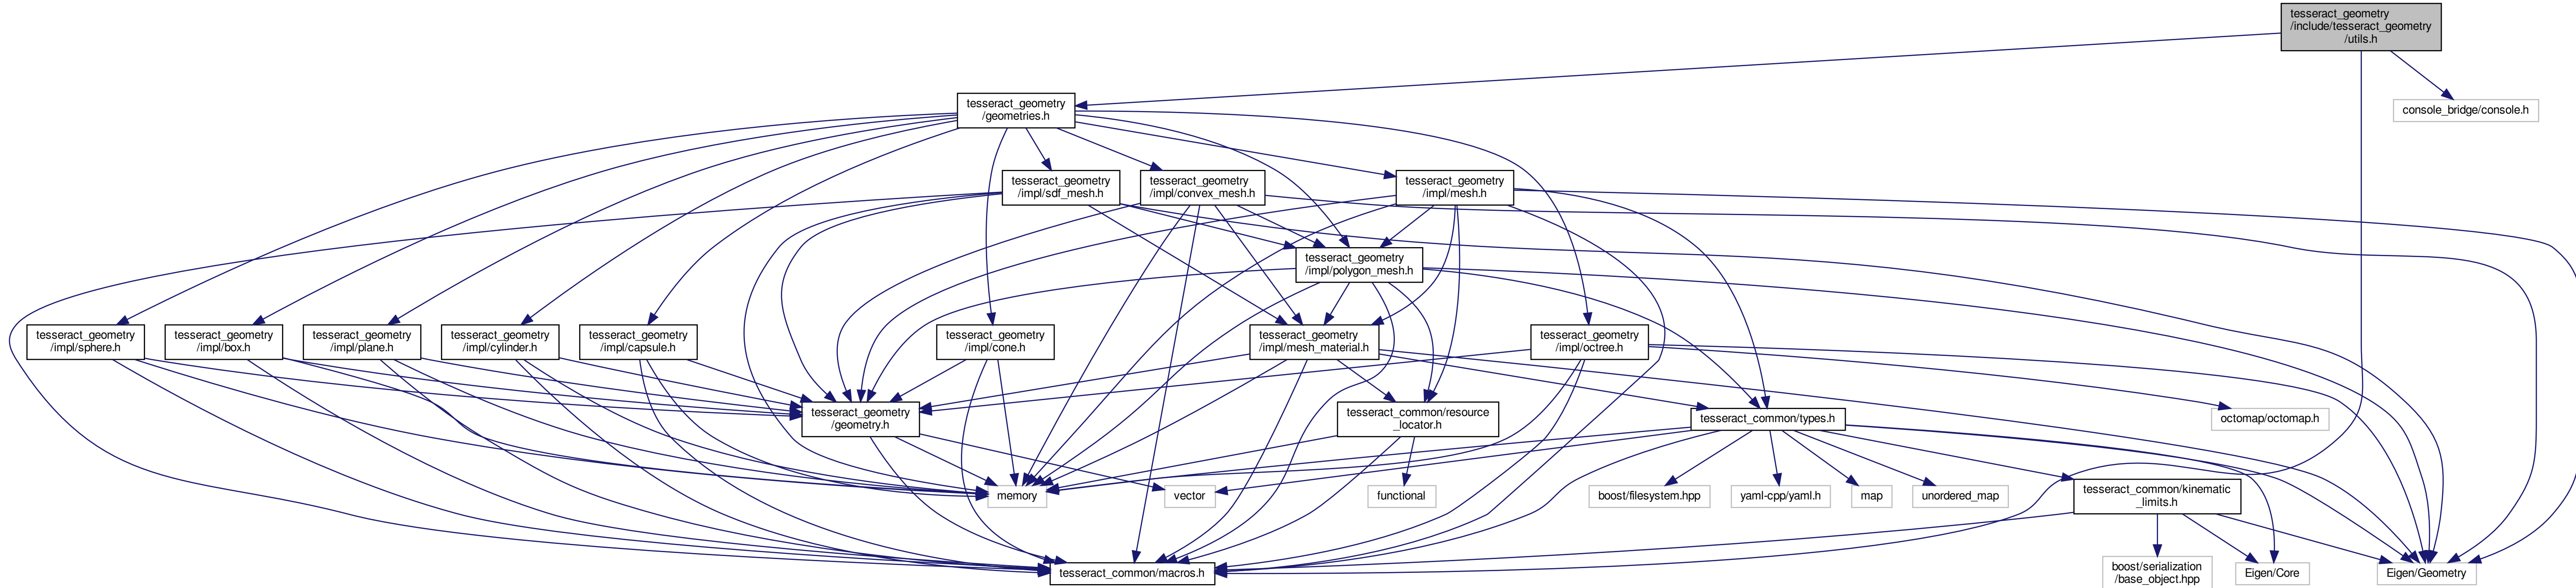 tesseract_geometry
/include/tesseract_geometry
/utils.h
tesseract_geometry
/geometries.h
console_bridge/console.h
tesseract_geometry
/impl/sdf_mesh.h
tesseract_geometry
/impl/convex_mesh.h
tesseract_geometry
/impl/mesh.h
tesseract_geometry
/impl/polygon_mesh.h
tesseract_geometry
/impl/sphere.h
tesseract_geometry
/impl/box.h
tesseract_geometry
/impl/plane.h
tesseract_geometry
/impl/cylinder.h
tesseract_geometry
/impl/capsule.h
tesseract_geometry
/impl/cone.h
tesseract_geometry
/impl/mesh_material.h
tesseract_geometry
/impl/octree.h
tesseract_geometry
/geometry.h
tesseract_common/resource
_locator.h
tesseract_common/types.h
octomap/octomap.h
memory
vector
functional
boost/filesystem.hpp
yaml-cpp/yaml.h
map
unordered_map
tesseract_common/kinematic
_limits.h
tesseract_common/macros.h
boost/serialization
/base_object.hpp
Eigen/Core
Eigen/Geometry